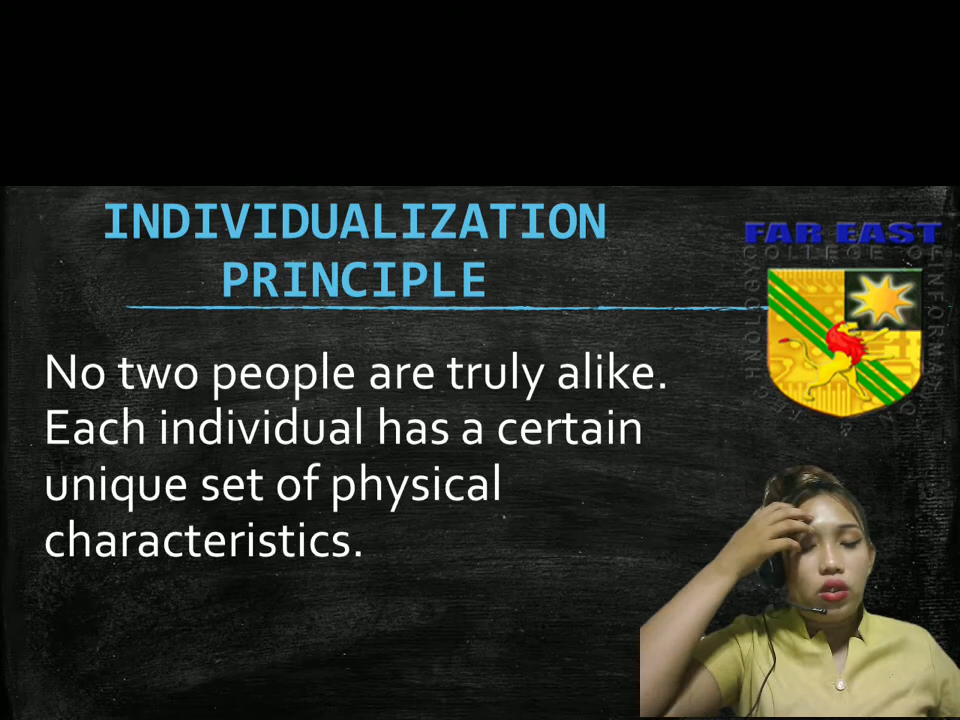 INDIVIDUALIZATION
PRINCIPLE
FAR EAST
No two people are truly alike.
Each individual has a certain
unique set of physical
characteristics.